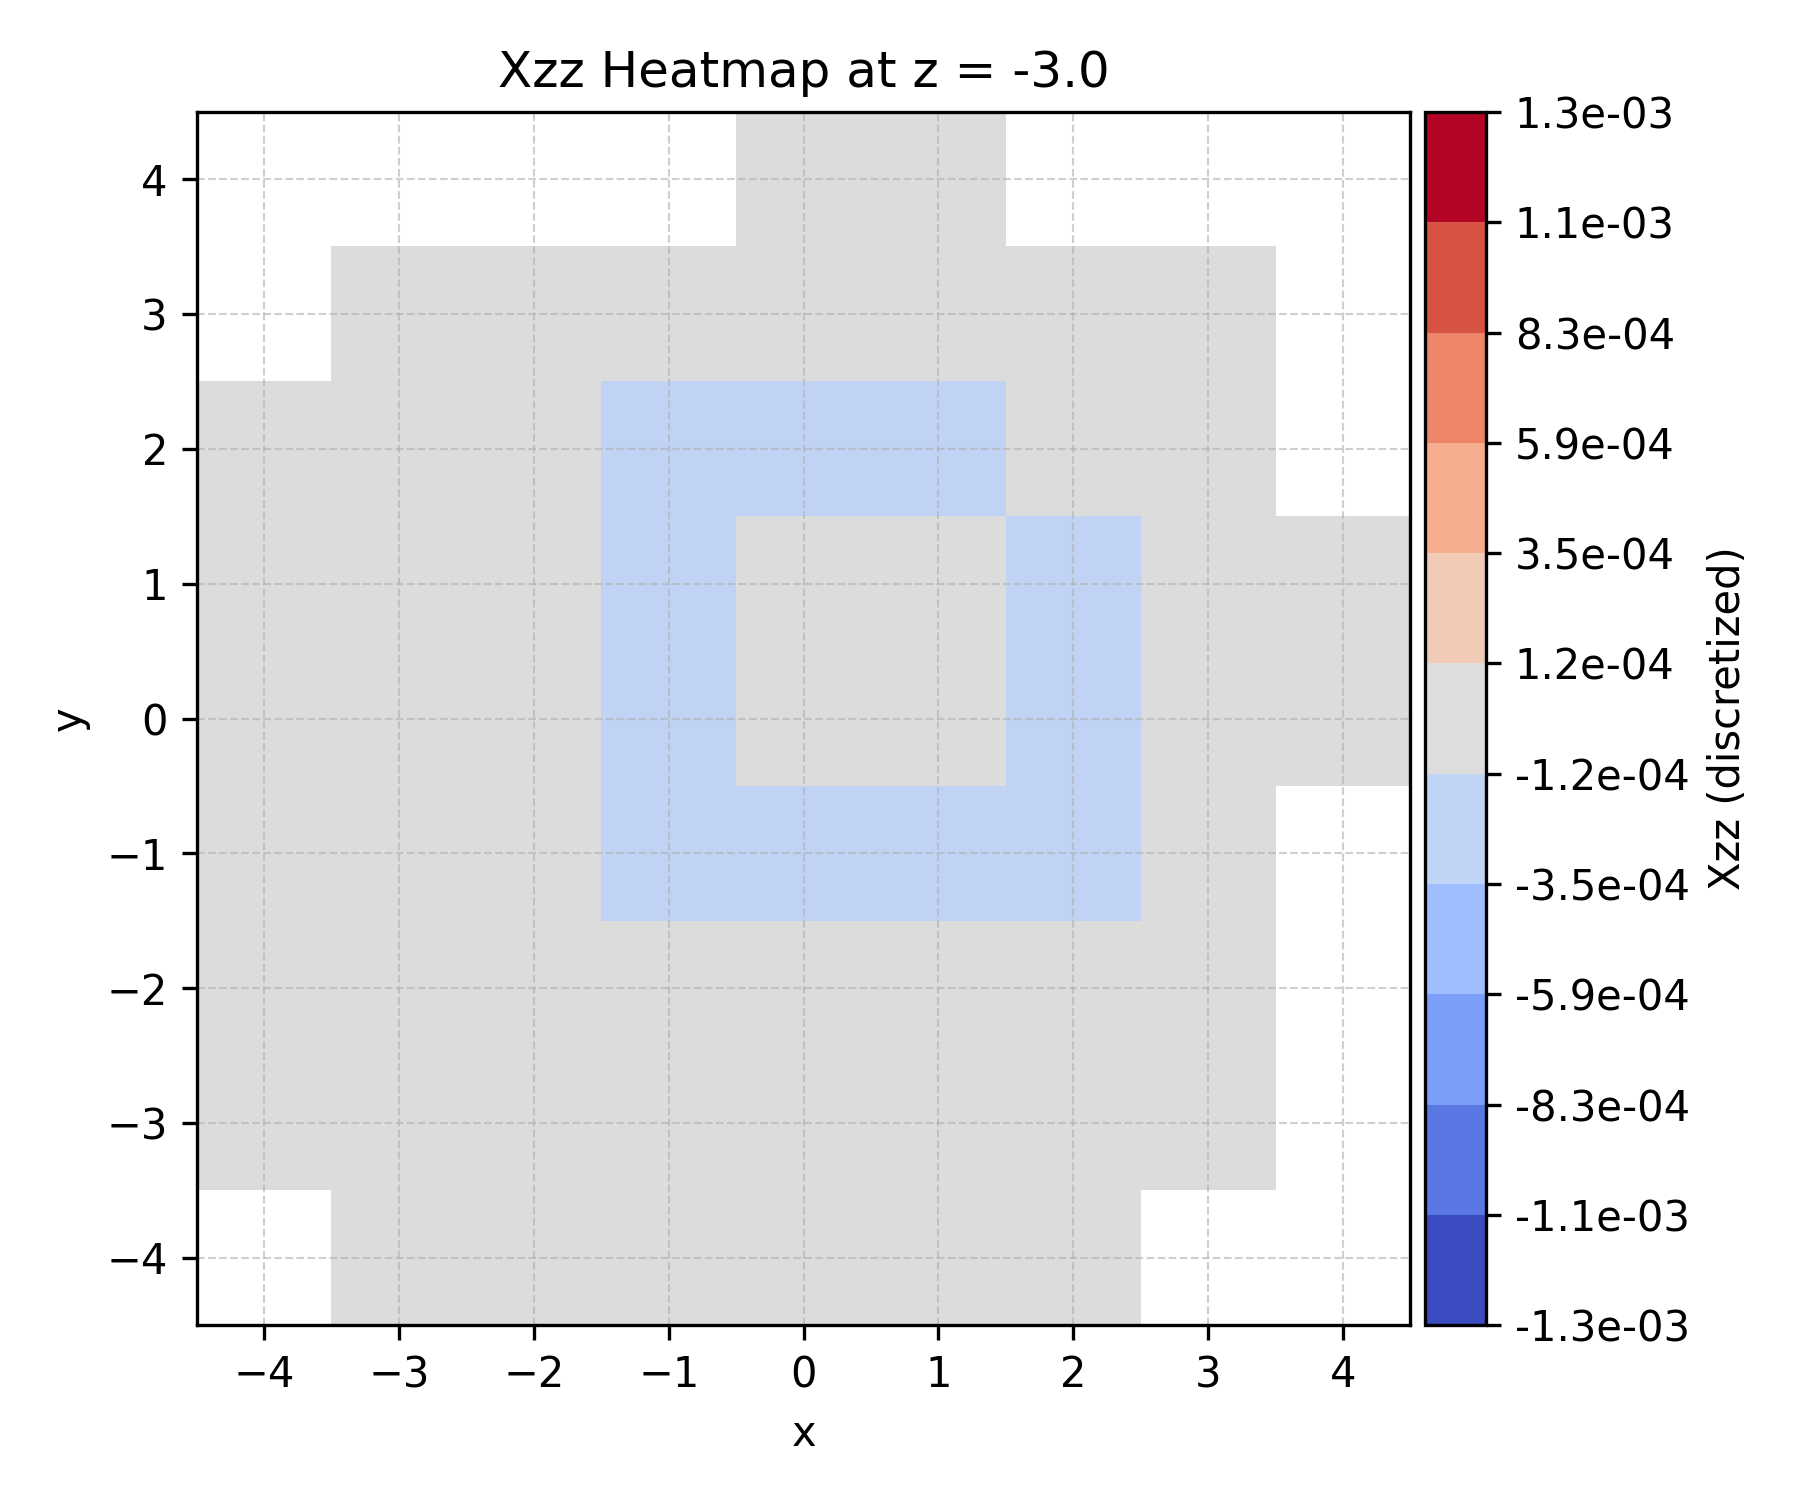 Xzz Heatmap at z = -3.0
4
3
2
1
0
−1
−2
−3
−4
y
−4 −3 −2 −1 0 1 2 3 4
x
1.3e-03
1.1e-03
8.3e-04
5.9e-04
3.5e-04
1.2e-04
-1.2e-04
-3.5e-04
-5.9e-04
-8.3e-04
-1.1e-03
-1.3e-03
Xzz (discretized)